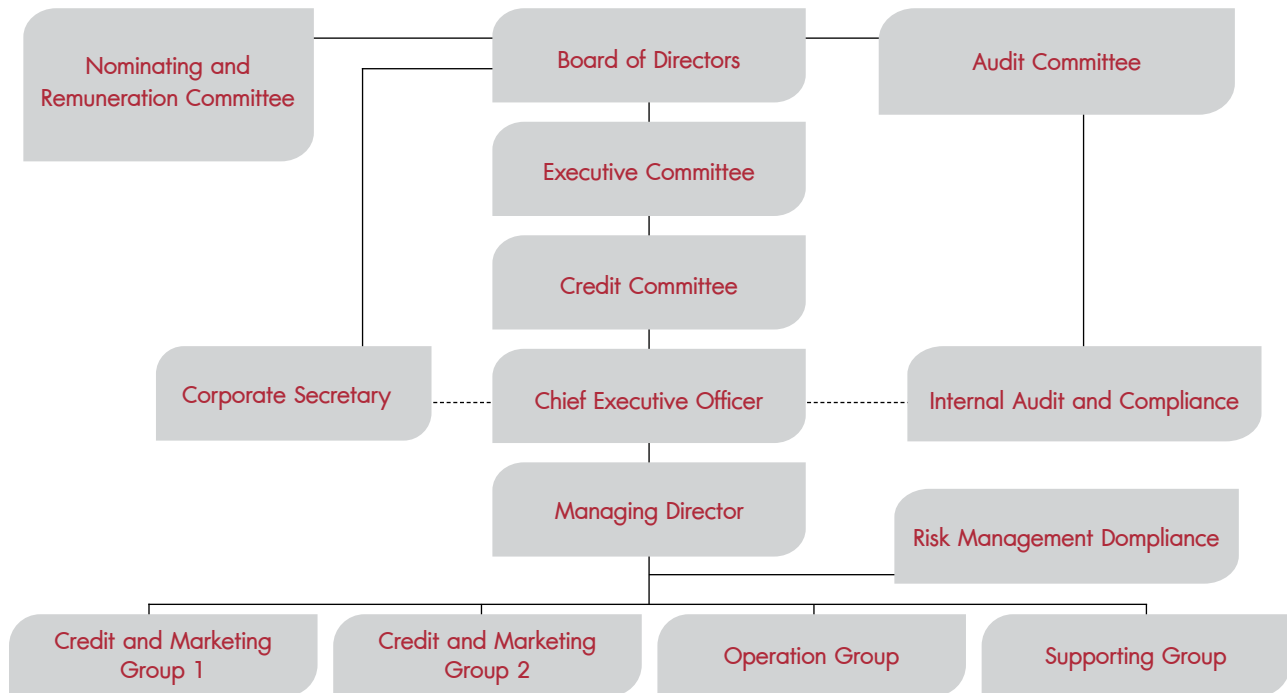 Nominating and
Remuneration Committee
Board of Directors
Audit Committee
Executive Committee
Credit Committee
Corporate Secretary
Chief Executive Officer
Internal Audit and Compliance
Managing Director
Risk Management Dompliance
Credit and Marketing
Group 1
Credit and Marketing
Group 2
Operation Group
Supporting Group